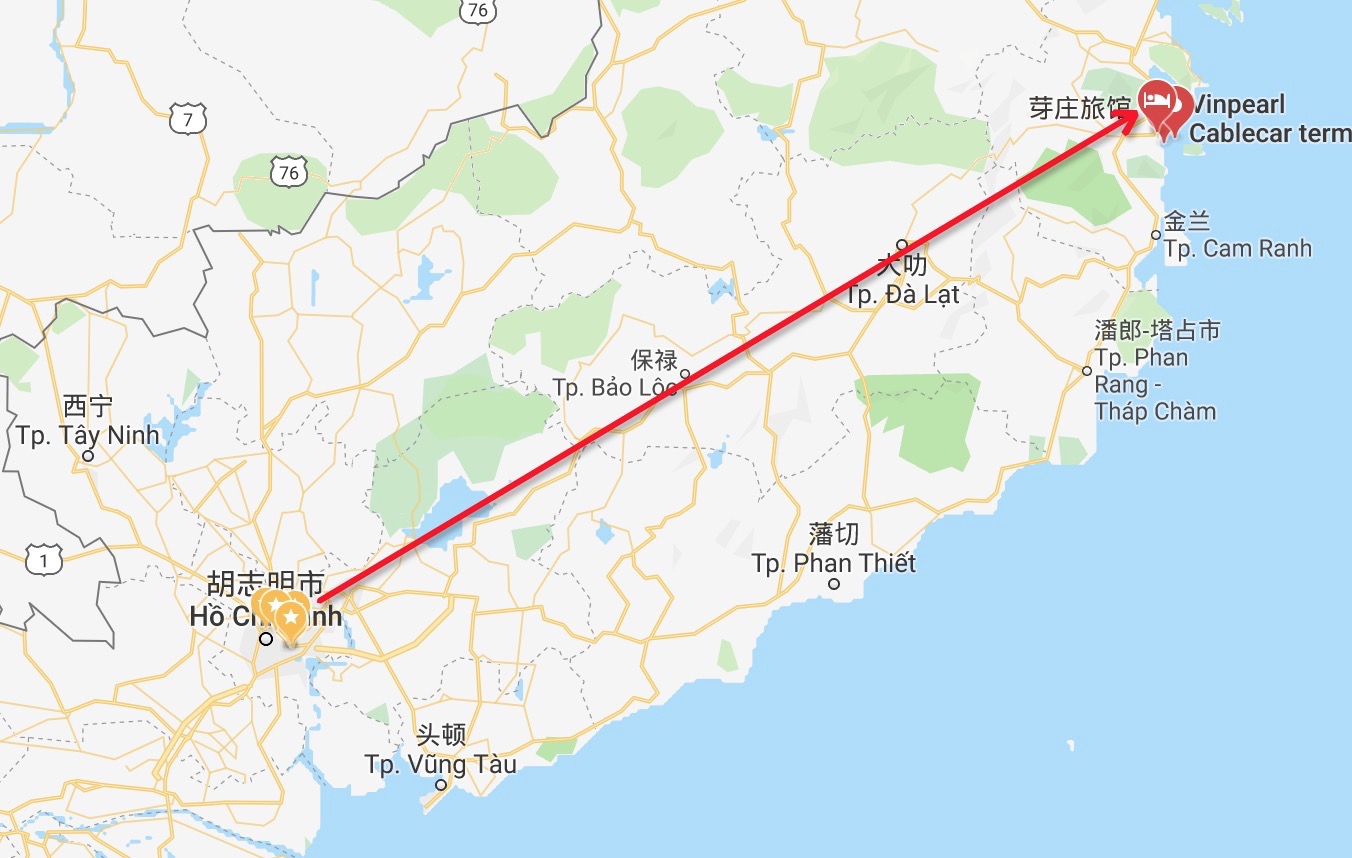 76
7
76
芽庄旅馆
Vinpearl
Cablecar term
金兰
Tp. Cam Ranh
大叻
Tp. Đà Lạt
潘郎-塔占市
Tp. Phan
Rang -
Tháp Chàm
保禄
Tp. Bảo Lộc
西宁
Tp. Tây Ninh
1
藩切
Tp. Phan Thiết
胡志明市
Hồ Chí Minh
头顿
Tp. Vũng Tàu